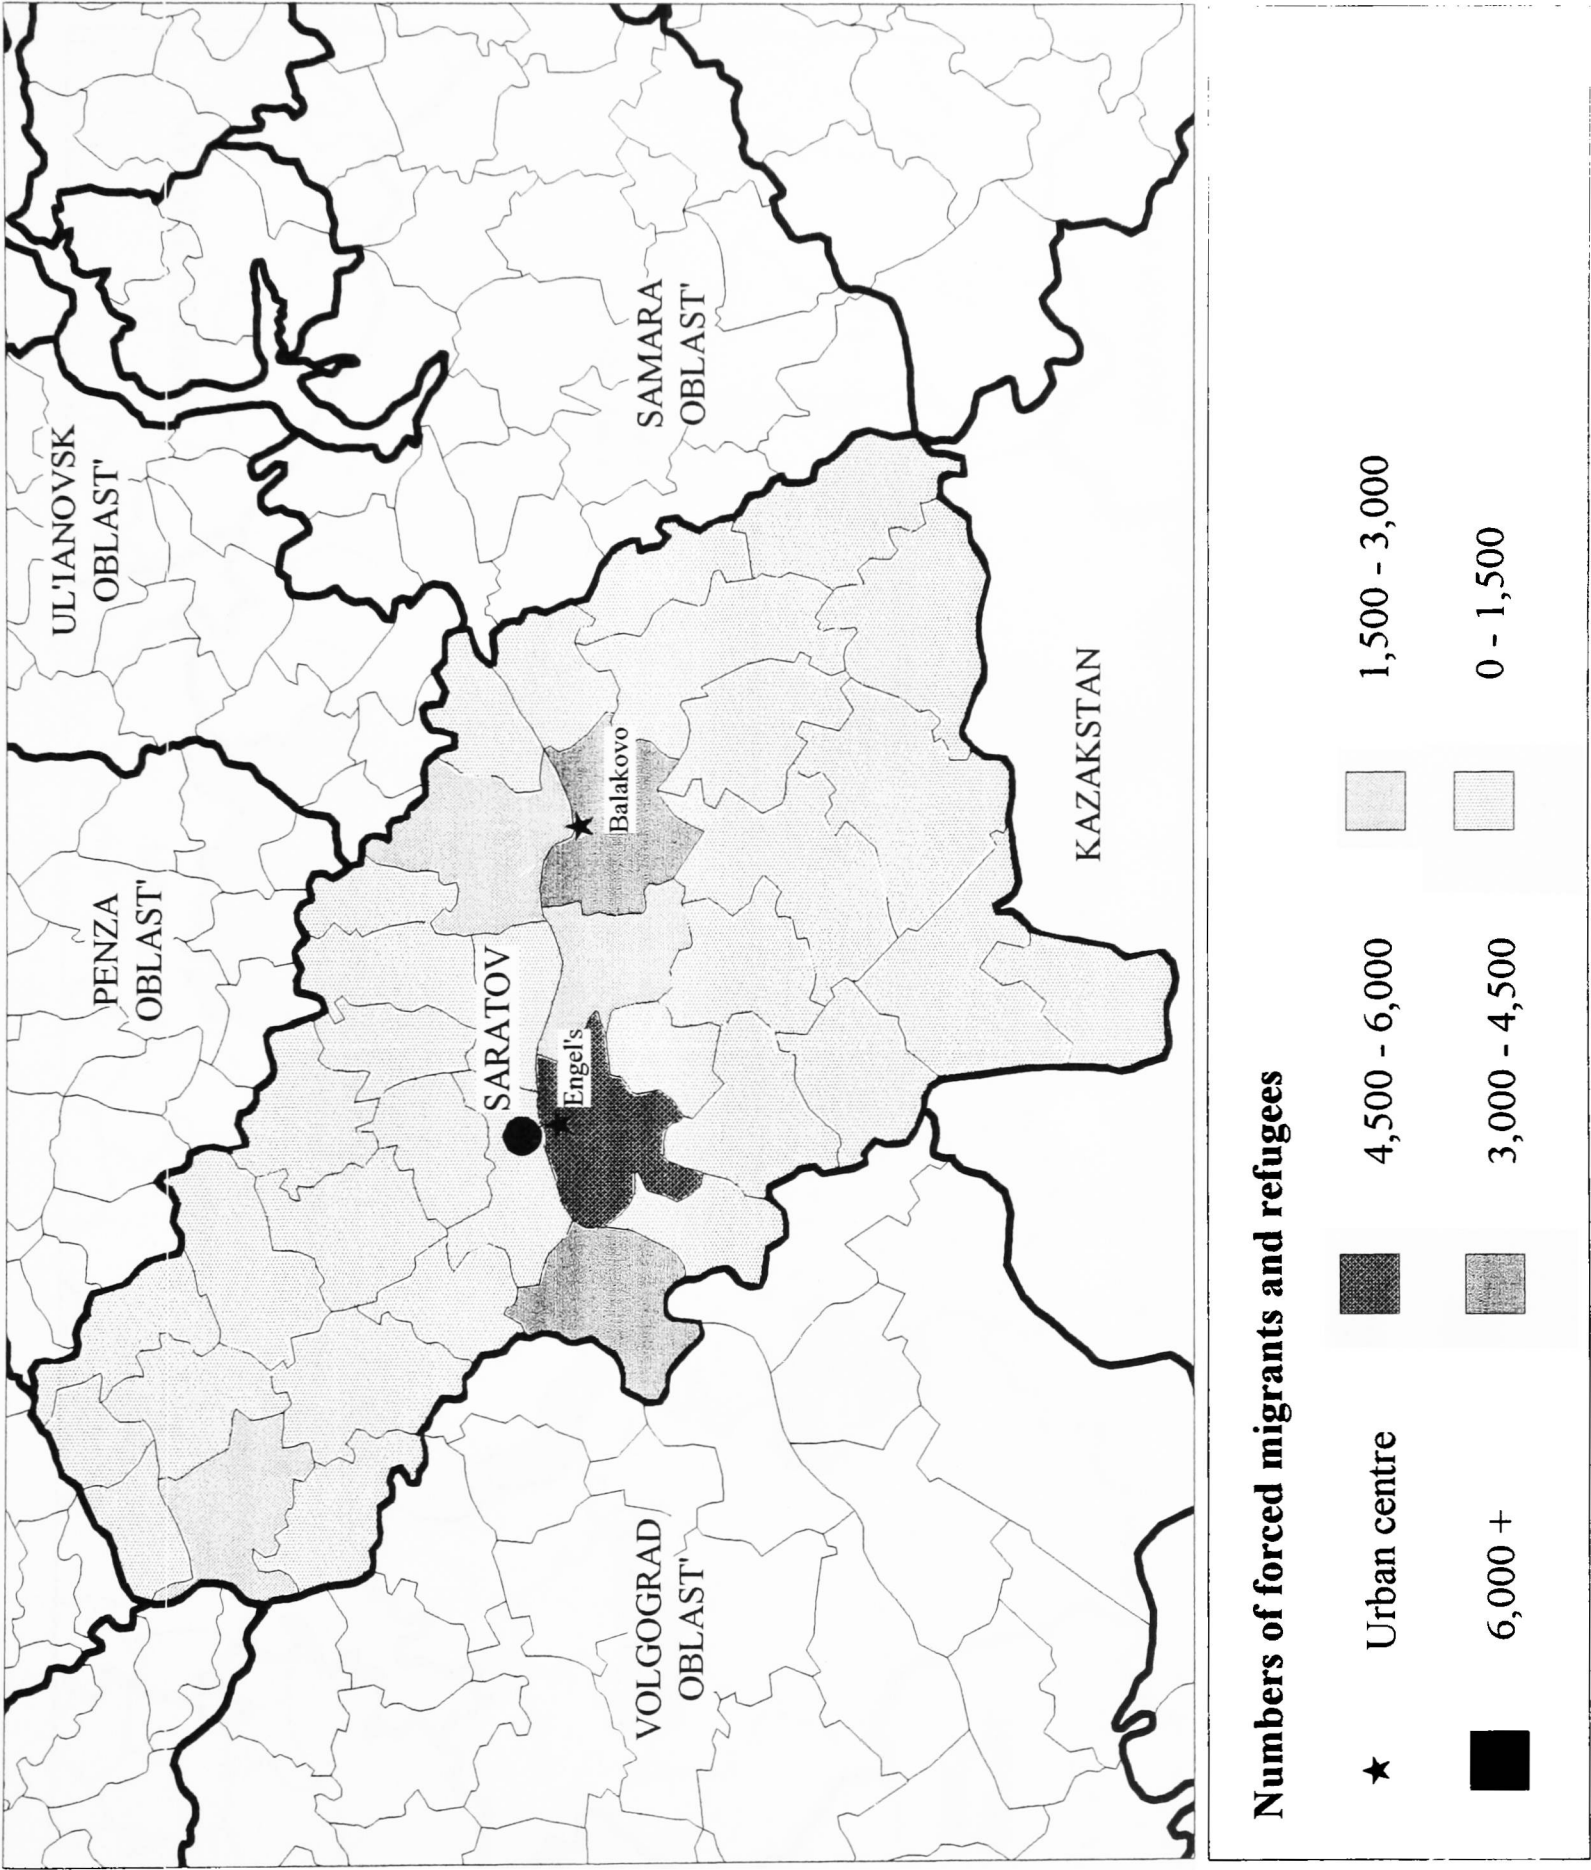 UL'IANOVSK
OBLAST'
PENZA
OBLAST'
SAMARA
OBLAST'
SARATOV
Engel's
Balakovo
VOLGOGRAD
OBLAST'
KAZAKSTAN
Numbers of forced migrants and refugees
Urban centre
4,500 - 6,000
1,500 - 3,000
6,000 +
3,000 - 4,500
0 - 1,500